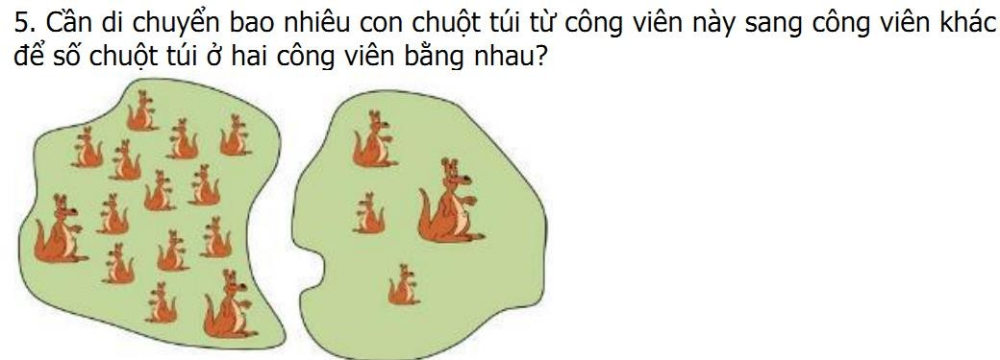 5. Cần di chuyển bao nhiêu con chuột túi từ công viên này sang công viên khác
để số chuột túi ở hai công viên bằng nhau?